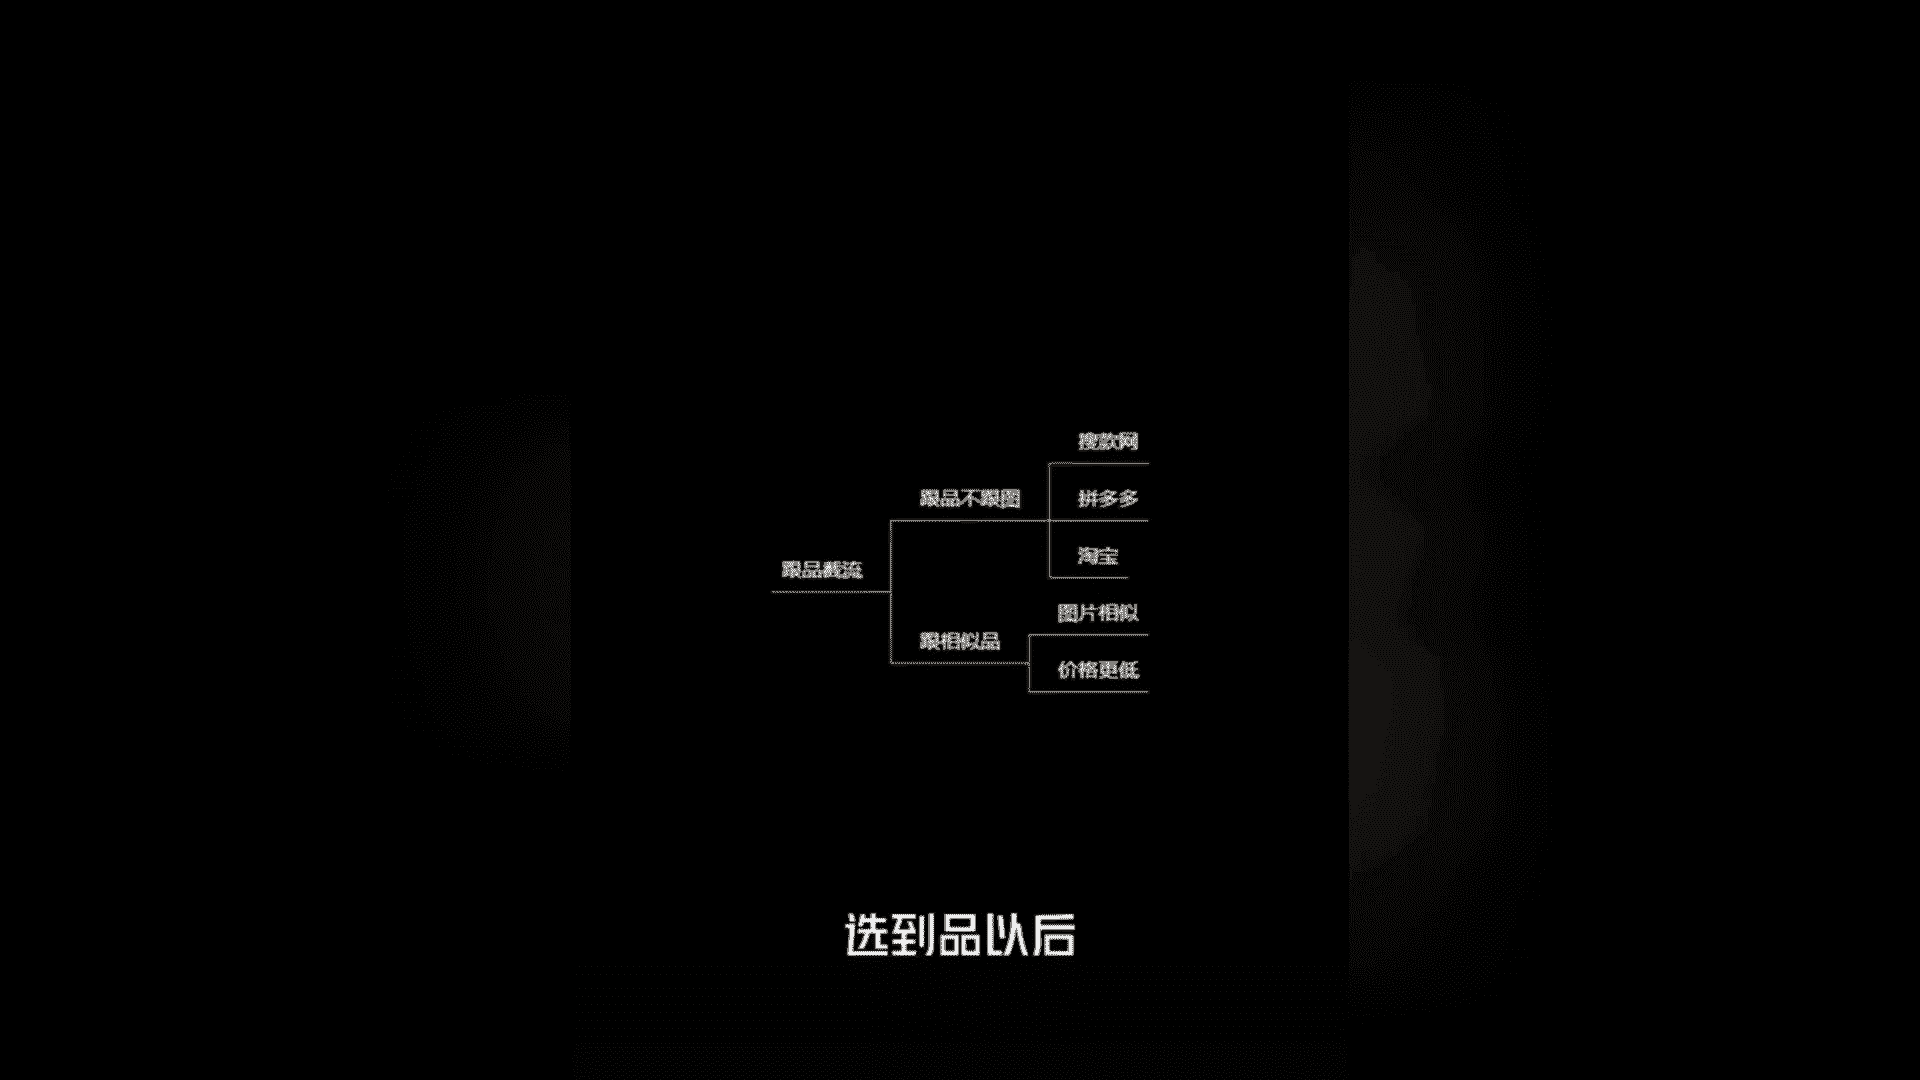 搜款网
跟品不跟图
拼多多
淘宝
跟品截流
图片相似
跟相似品
价格更低
选到品以后